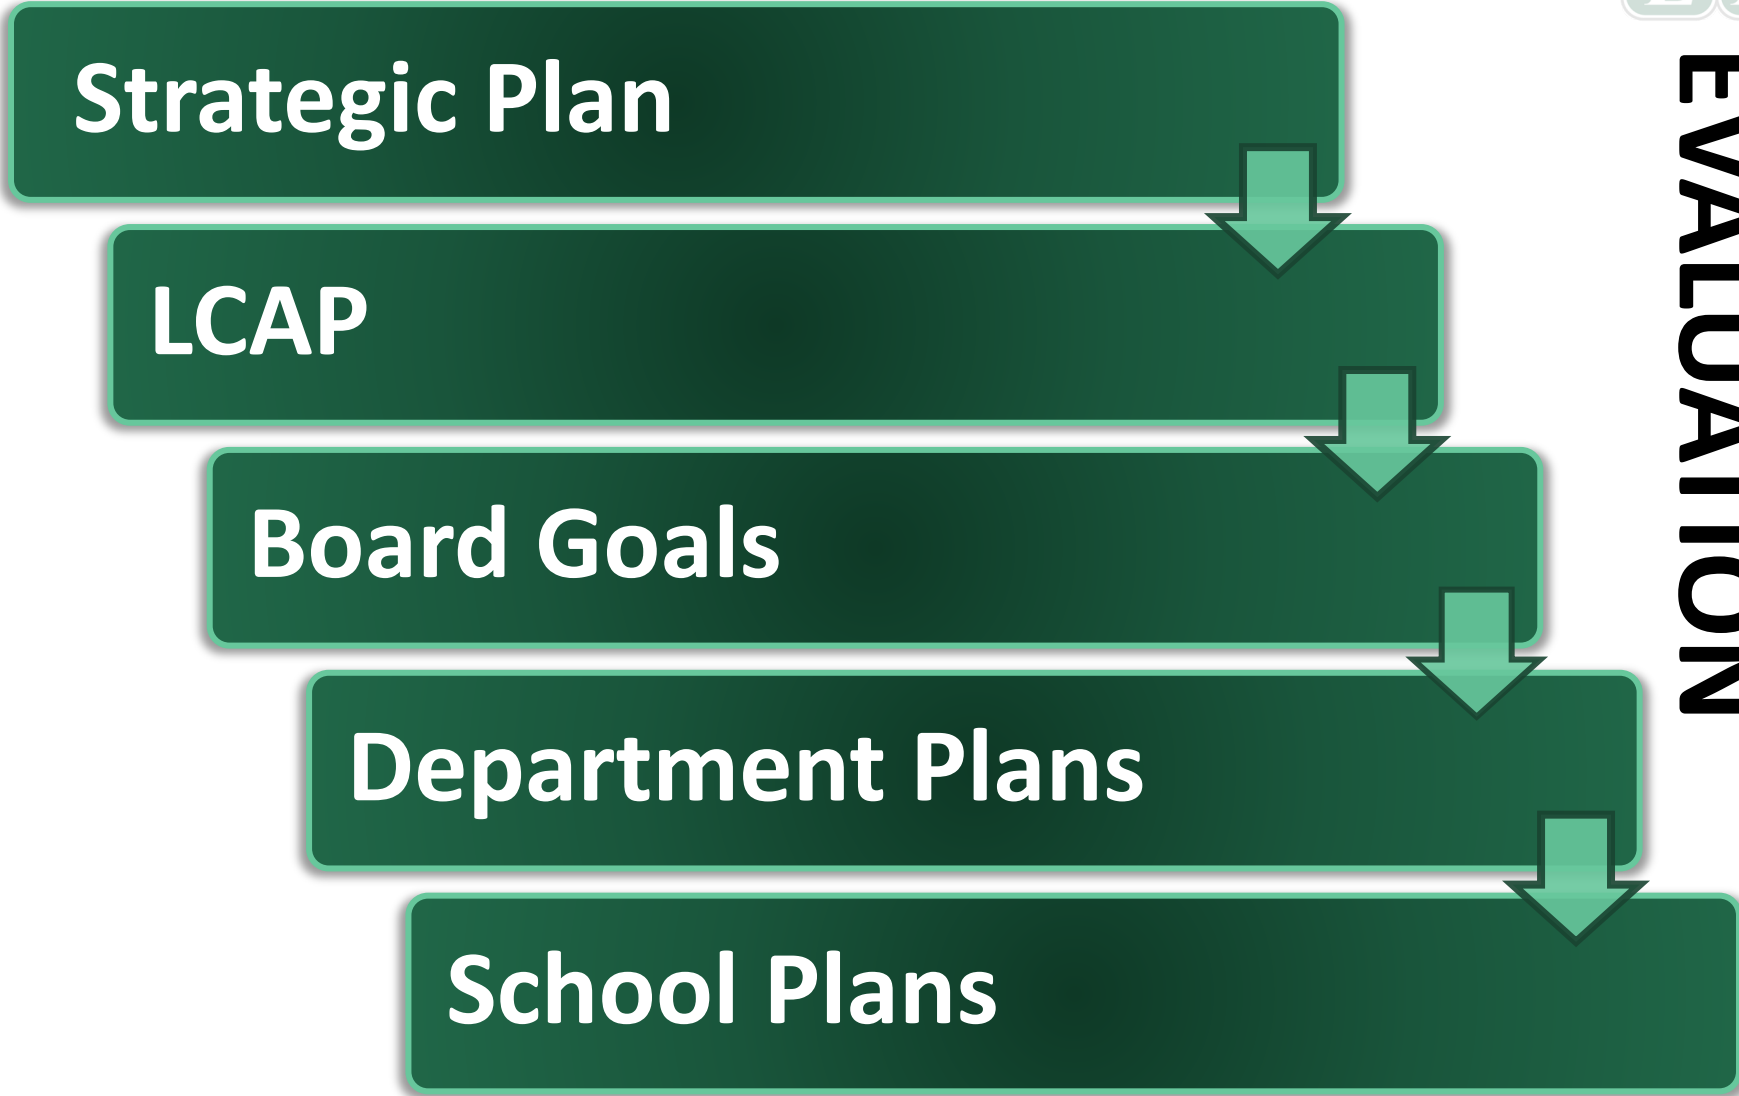 Strategic Plan
LCAP
Board Goals
Department Plans
School Plans
EVALUATION